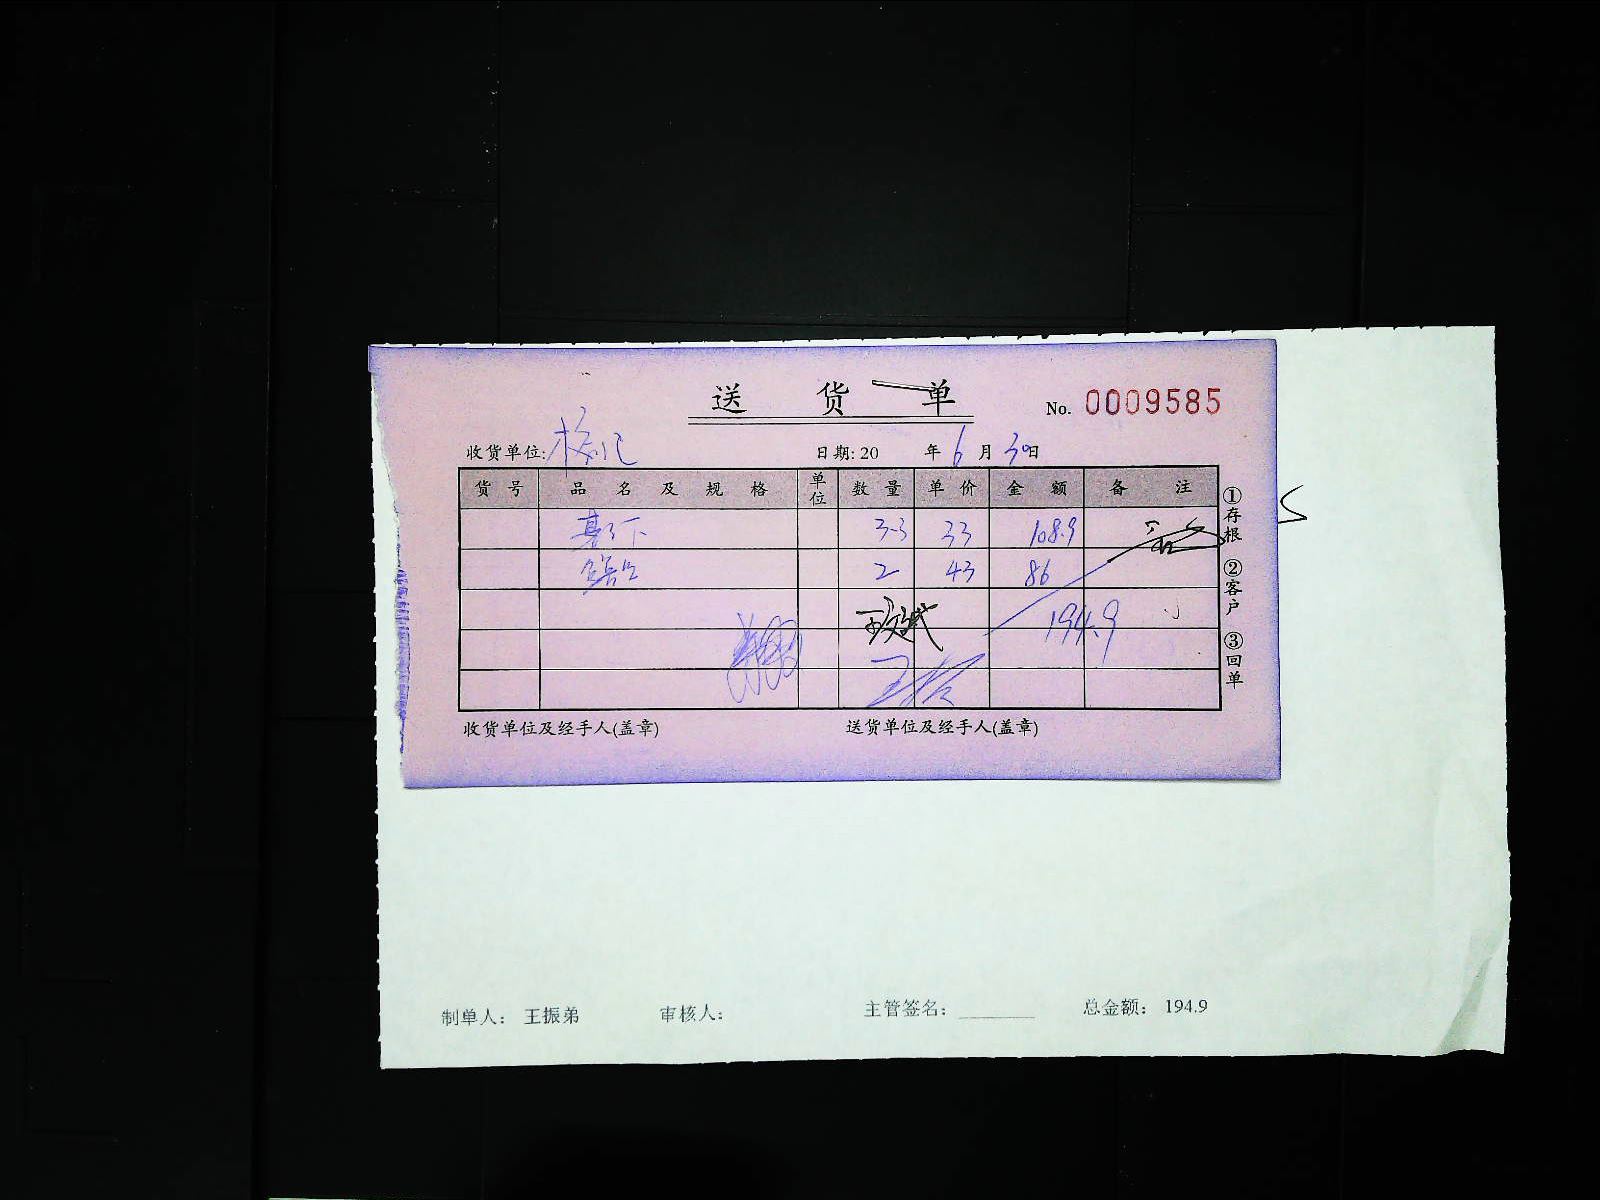 送货单
No. 0009585
收货单位:
日期: 20 年 6 月 30 日
货号 品名及规格 单位 数量 单价 金额 备注
基下 3.3 33 108.9
2 43 86
194.9
收货单位及经手人(盖章) 送货单位及经手人(盖章)
①存根 ②客户 ③回单
制单人: 王振弟 审核人: 主管签名: 总金额: 194.9